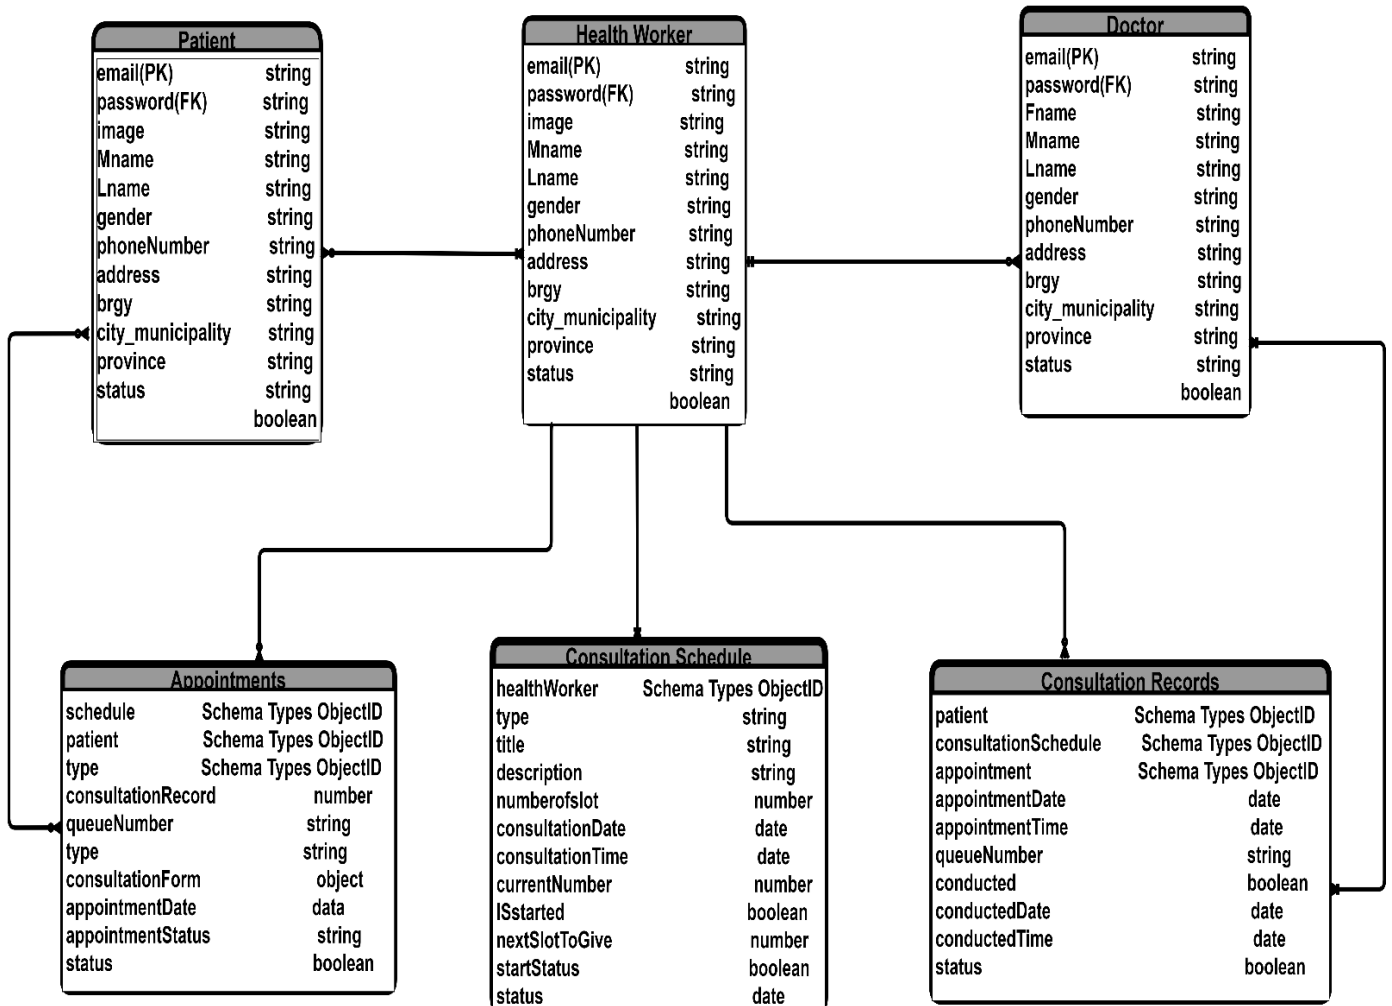 Patient
email(PK) string
password(FK) string
image string
Mname string
Lname string
gender string
phoneNumber string
address string
brgy string
city_municipality string
province string
status string
boolean
Health Worker
email(PK) string
password(FK) string
image string
Mname string
Lname string
gender string
phoneNumber string
address string
brgy string
city_municipality string
province string
status string
boolean
Doctor
email(PK) string
password(FK) string
Fname string
Mname string
Lname string
gender string
phoneNumber string
address string
brgy string
city_municipality string
province string
status string
boolean
Appointments
schedule Schema Types ObjectID
patient Schema Types ObjectID
type Schema Types ObjectID
consultationRecord number
queueNumber string
type string
consultationForm object
appointmentDate data
appointmentStatus string
status boolean
Consultation Schedule
healthWorker Schema Types ObjectID
type string
title string
description string
numberofslot number
consultationDate date
consultationTime date
currentNumber number
ISstarted boolean
nextSlotToGive number
startStatus boolean
status date
Consultation Records
patient Schema Types ObjectID
consultationSchedule Schema Types ObjectID
appointment Schema Types ObjectID
appointmentDate date
appointmentTime date
queueNumber string
conducted boolean
conductedDate date
conductedTime date
status boolean